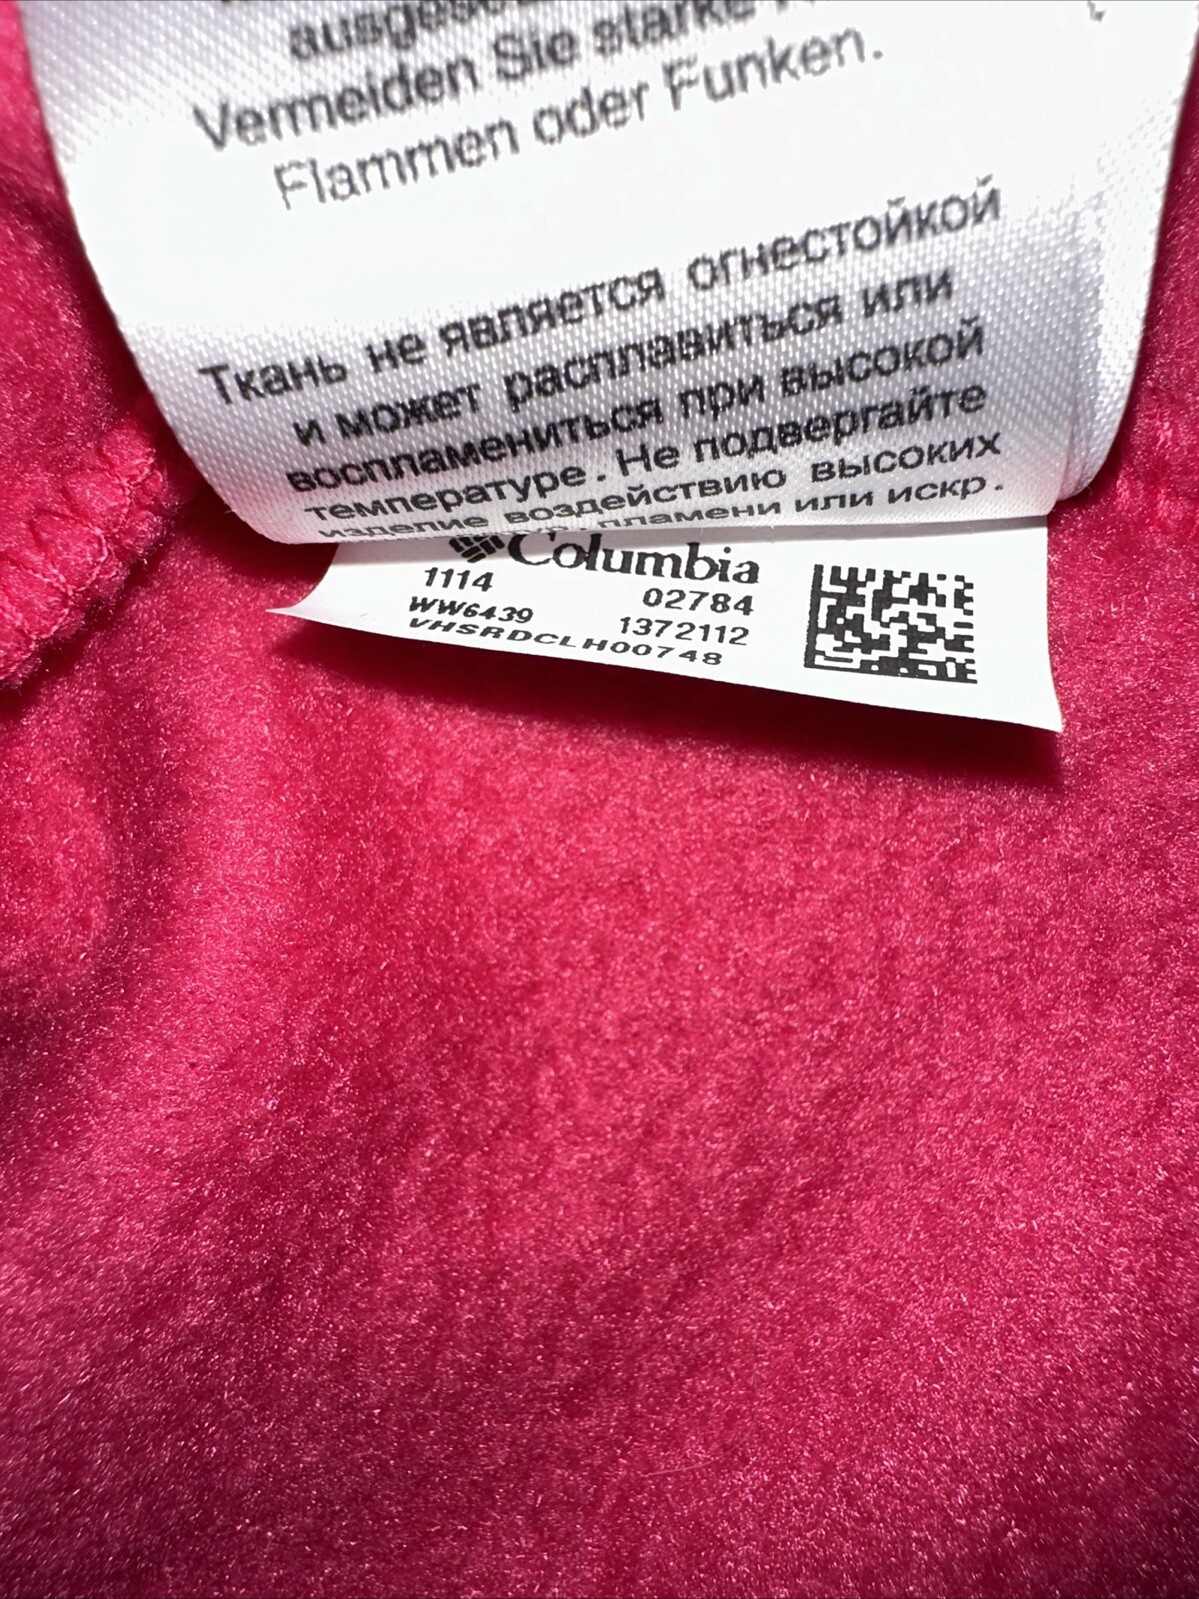 Vermeiden Sie starke
Flammen oder Funken.
Ткань не является огнестойкой
и может расплавиться или
воспламениться при высокой
температуре. Не подвергайте
изделие воздействию высоких
пламени или искр.
Columbia
1114 02784
WW6439 1372112
VHSRDCLH00748